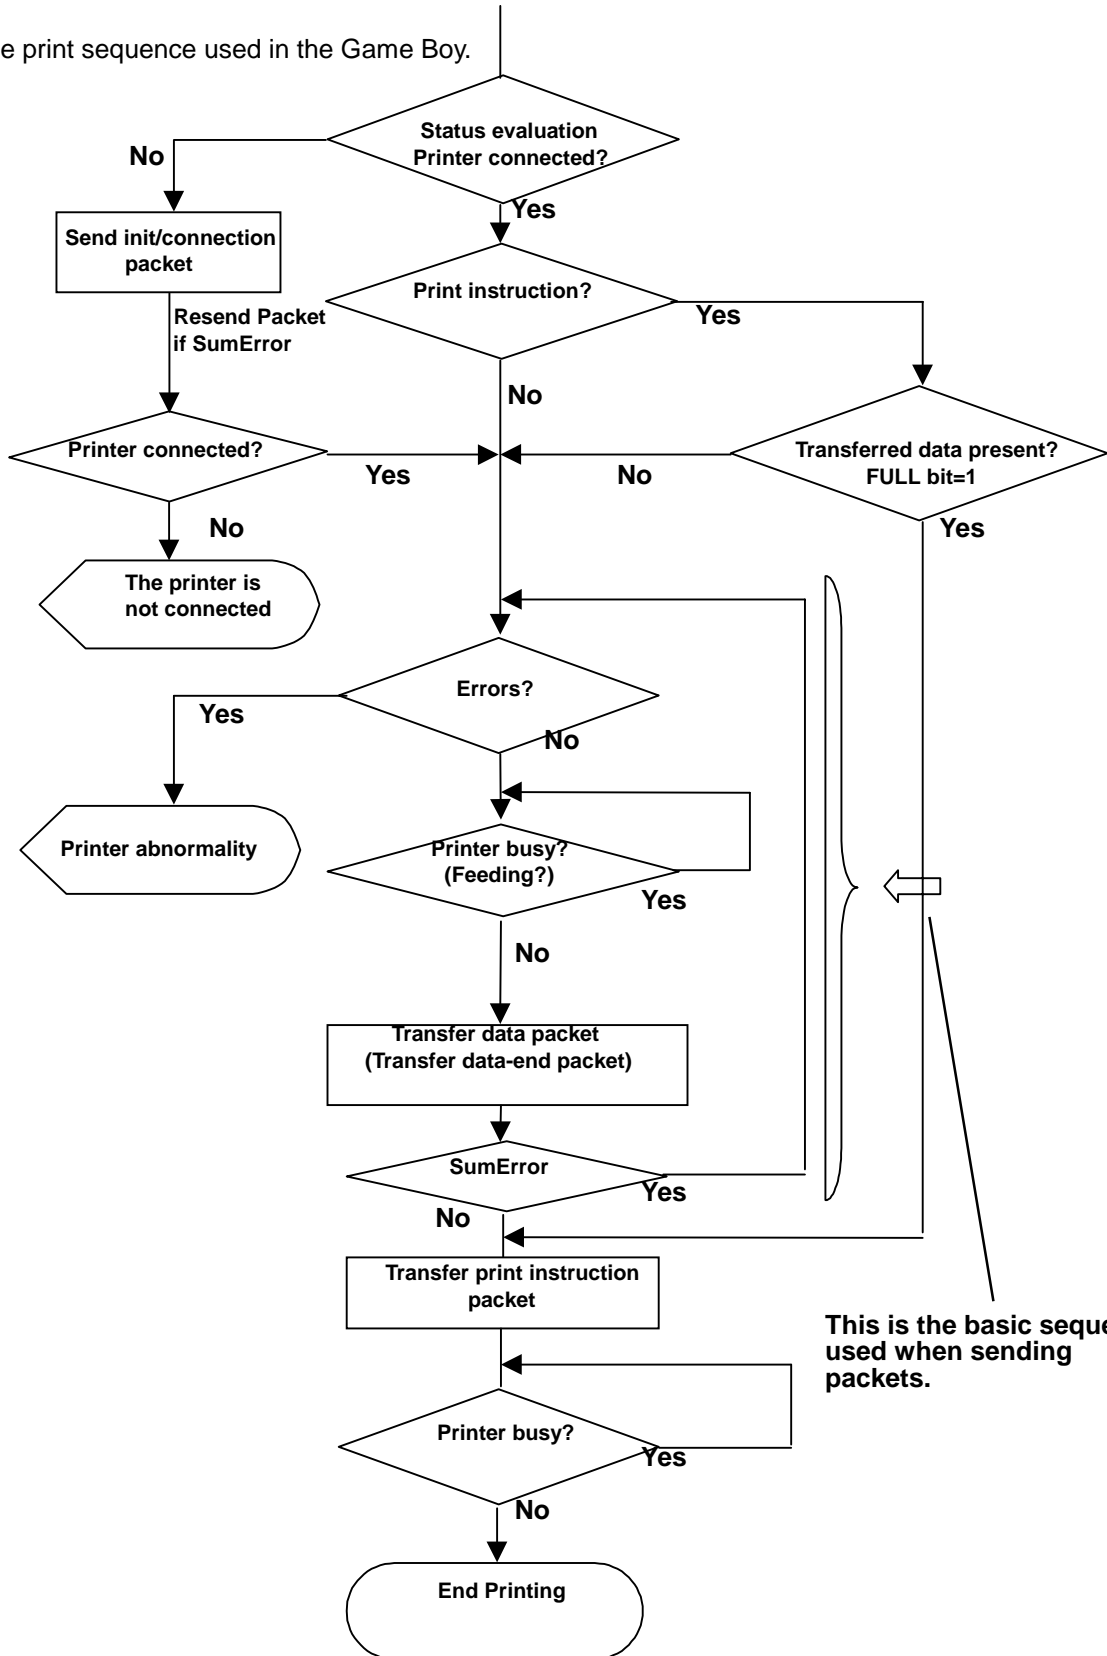 e print sequence used in the Game Boy.
Status evaluation
Printer connected?
No
Yes
Send init/connection
packet
Print instruction?
Yes
Resend Packet
if SumError
No
Printer connected?
Yes
No
Transferred data present?
FULL bit=1
No
Yes
The printer is
not connected
Errors?
Yes
No
Printer abnormality
Printer busy?
(Feeding?)
Yes
No
Transfer data packet
(Transfer data-end packet)
SumError
Yes
No
Transfer print instruction
packet
This is the basic seque
used when sending
packets.
Printer busy?
Yes
No
End Printing